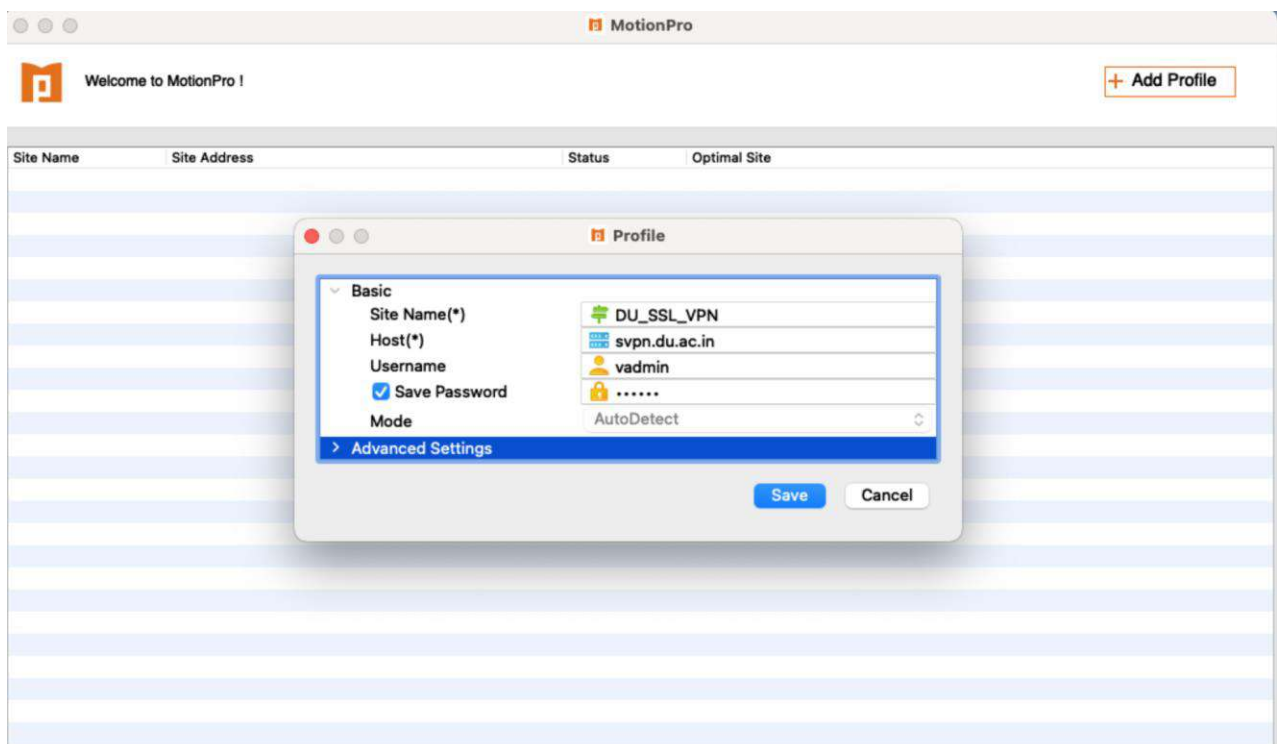 MotionPro
Welcome to MotionPro !
+ Add Profile
Site Name Site Address Status Optimal Site
Profile
Basic
Site Name(*) DU_SSL_VPN
Host(*) svpn.du.ac.in
Username vadmin
Save Password ••••••
Mode AutoDetect
Advanced Settings
Save Cancel